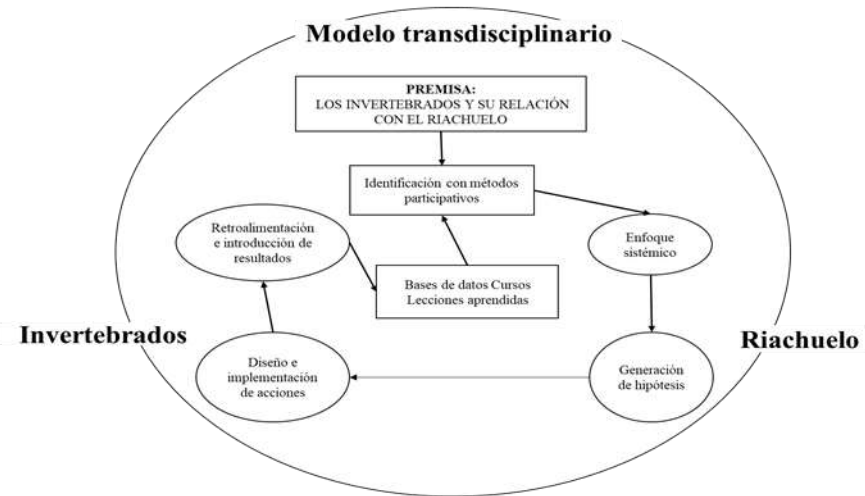 Modelo transdisciplinario
PREMISA:
LOS INVERTEBRADOS Y SU RELACIÓN
CON EL RIACHUELO
Identificación con métodos
participativos
Retroalimentación
e introducción de
resultados
Enfoque
sistémico
Bases de datos Cursos
Lecciones aprendidas
Invertebrados
Riachuelo
Diseño e
implementación
de acciones
Generación
de hipótesis